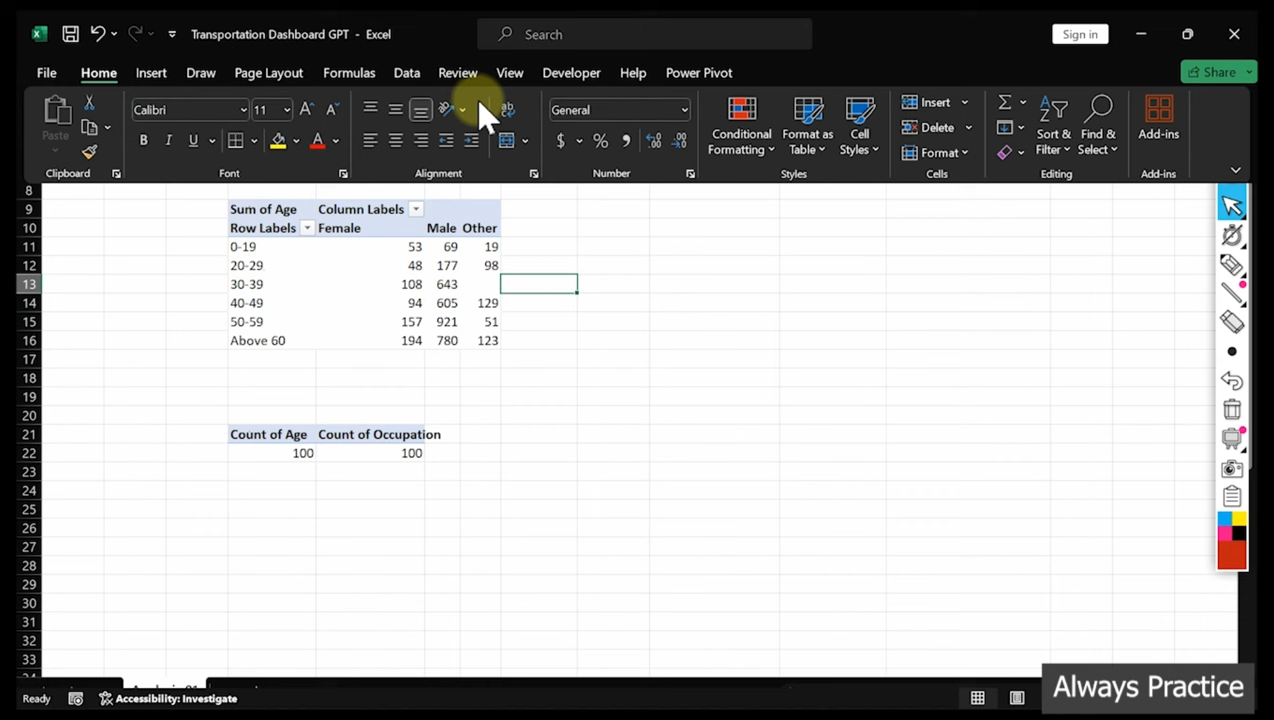 Transportation Dashboard GPT - Excel
Search
Sign in
File Home Insert Draw Page Layout Formulas Data Review View Developer Help Power Pivot
Share
Paste
Calibri 11
General
Conditional Formatting
Format as Table
Cell Styles
Insert
Delete
Format
Sort & Filter
Find & Select
Add-ins
Clipboard Font Alignment Number Styles Cells Editing Add-ins
8
9 Sum of Age Column Labels
10 Row Labels Female Male Other
11 0-19 53 69 19
12 20-29 48 177 98
13 30-39 108 643
14 40-49 94 605 129
15 50-59 157 921 51
16 Above 60 194 780 123
17
18
19
20
21 Count of Age Count of Occupation
22 100 100
23
24
25
26
27
28
29
30
31
32
33
Ready Accessibility: Investigate
Always Practice